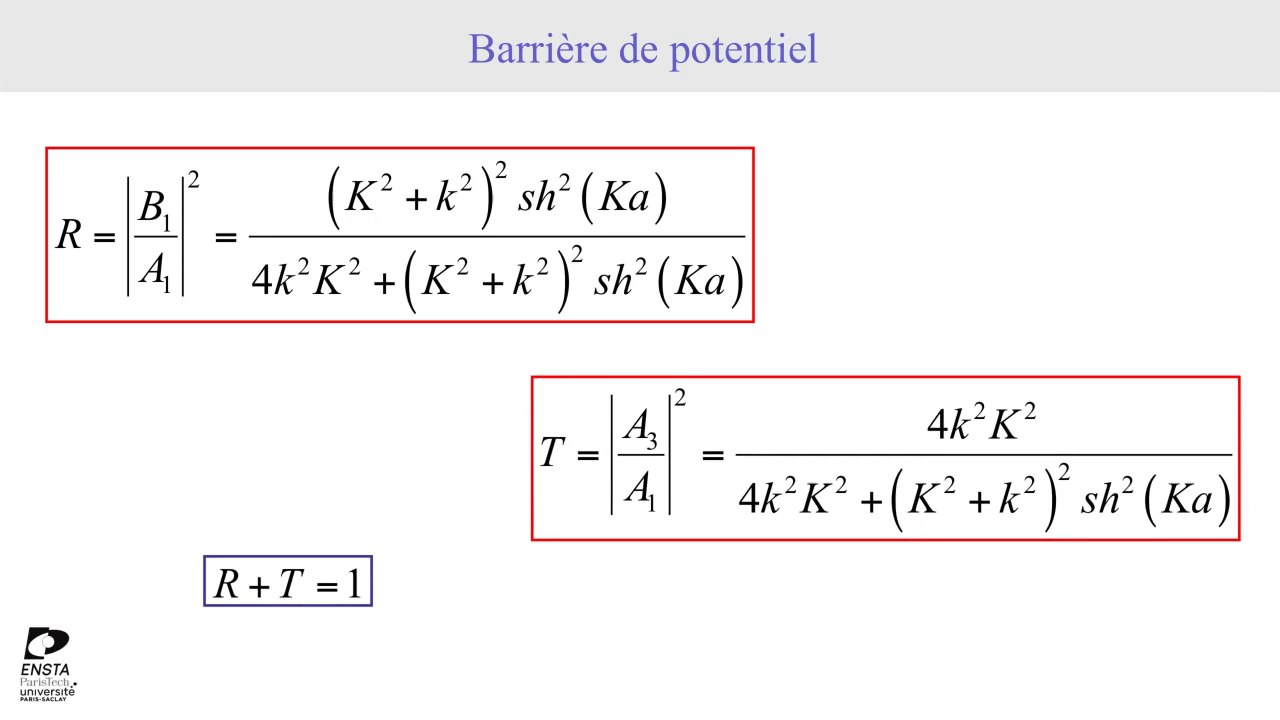 Barrière de potentiel
R = |B₁/A₁|² = (K² + k²)² sh² (Ka) / (4k²K² + (K² + k²)² sh² (Ka))
T = |A₃/A₁|² = 4k²K² / (4k²K² + (K² + k²)² sh² (Ka))
R + T = 1
ENSTA
ParisTech
université
PARIS-SACLAY